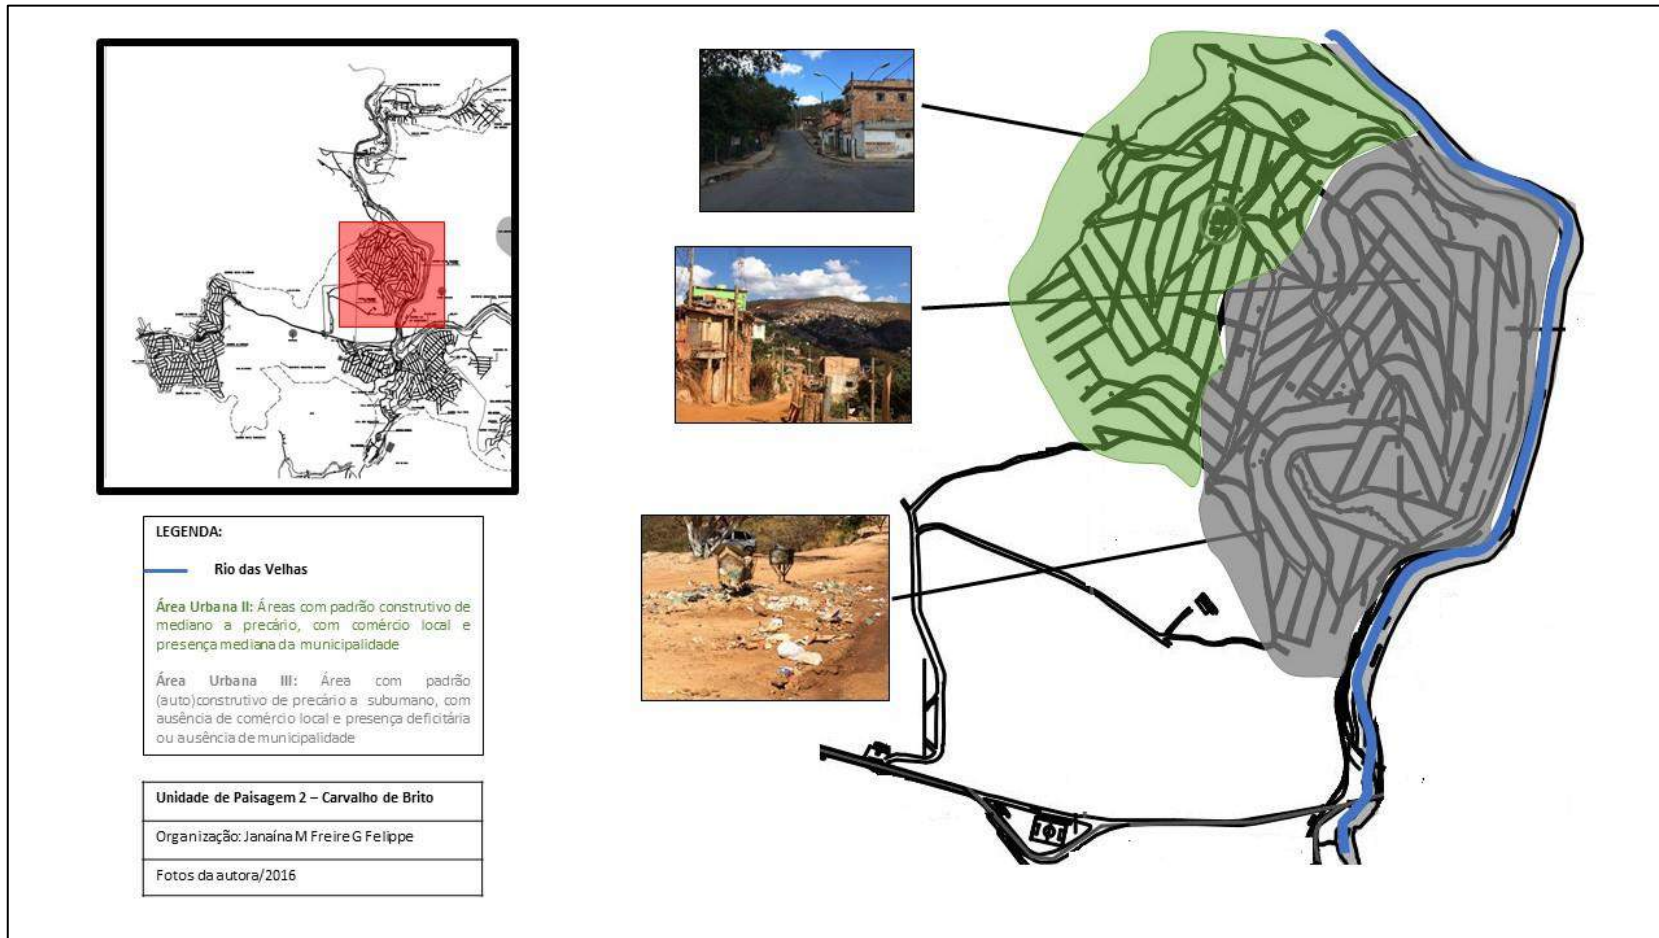 LEGENDA:
Rio das Velhas
Área Urbana II: Áreas com padrão construtivo de
mediano a precário, com comércio local e
presença mediana da municipalidade
Área Urbana III: Área com padrão
(auto)construtivo de precário a subumano, com
ausência de comércio local e presença deficitária
ou ausência de municipalidade
Unidade de Paisagem 2 – Carvalho de Brito
Organização: Janaína M Freire G Felippe
Fotos da autora/2016